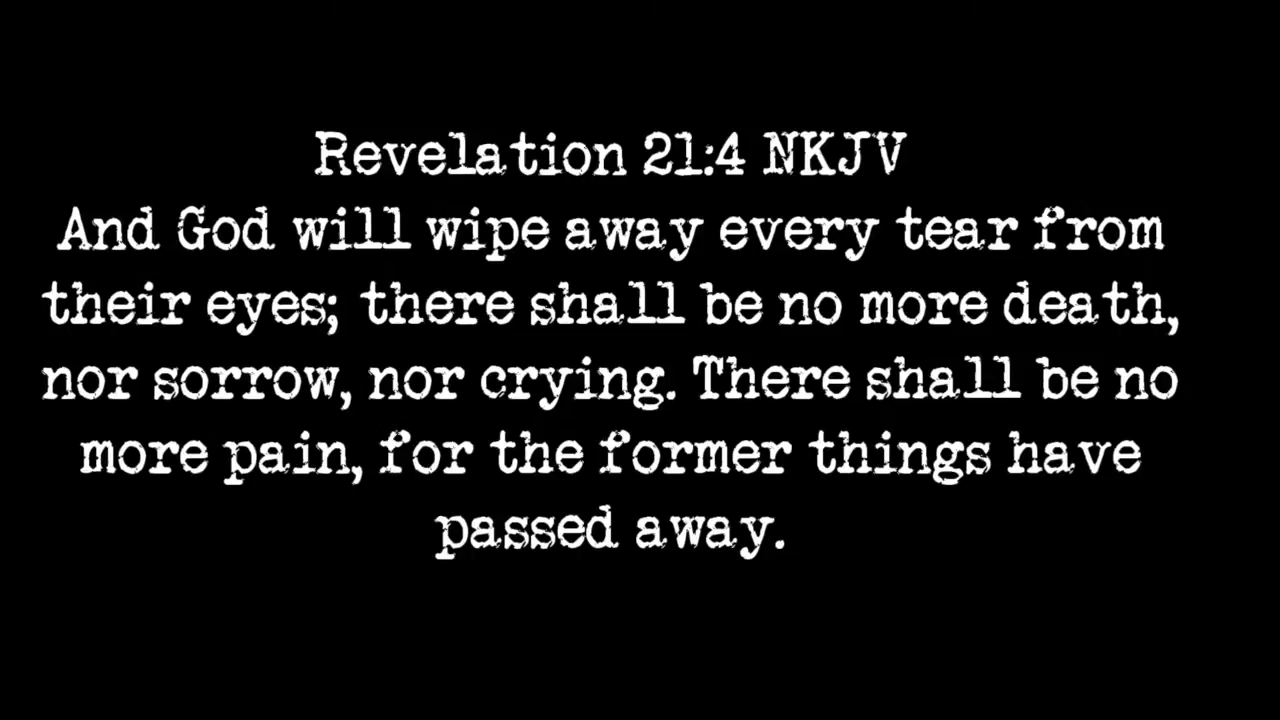 Revelation 21:4 NKJV
And God will wipe away every tear from
their eyes; there shall be no more death,
nor sorrow, nor crying. There shall be no
more pain, for the former things have
passed away.